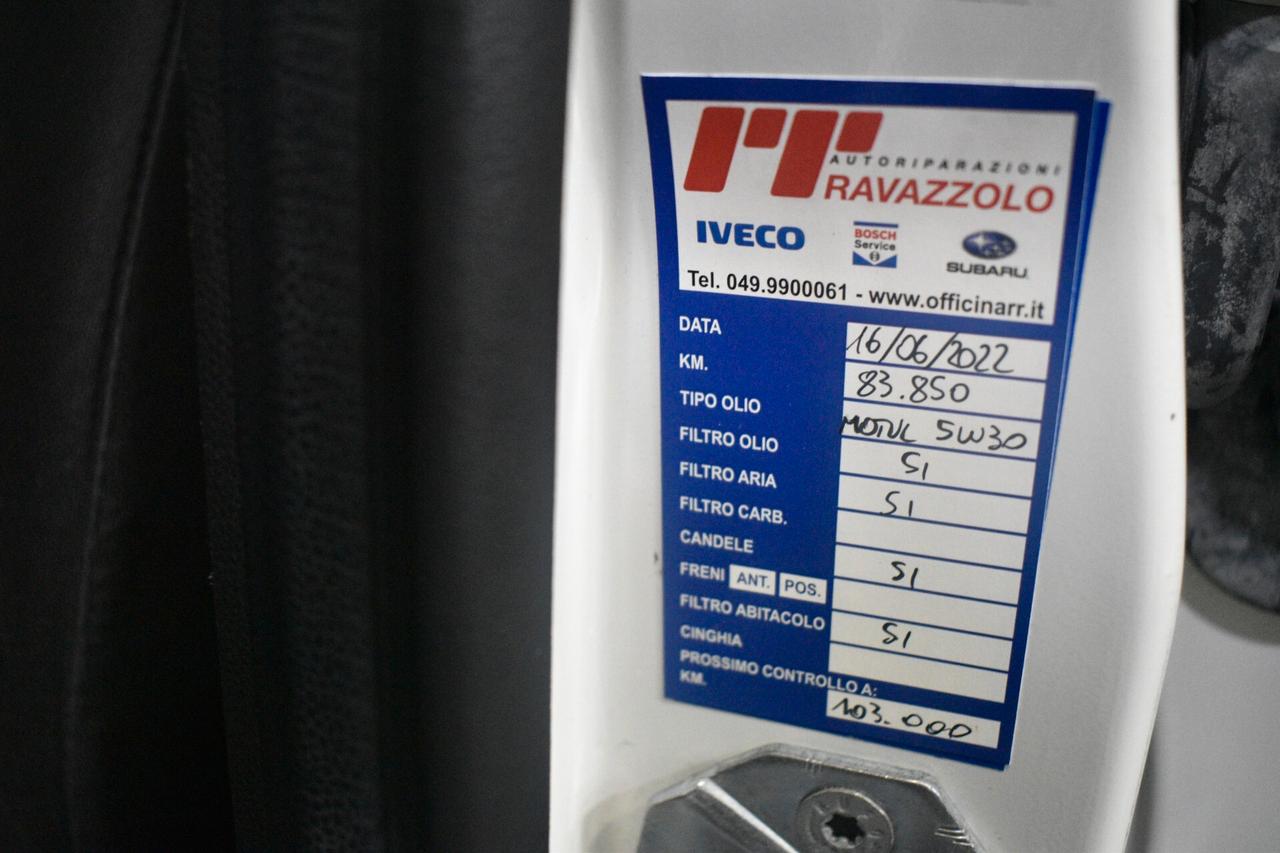 AUTORIPARAZIONI
RAVAZZOLO
IVECO BOSCH Service SUBARU
Tel. 049.9900061 - www.officinarr.it
DATA 16/06/2022
KM. 83.850
TIPO OLIO MOTUL 5W30
FILTRO OLIO SI
FILTRO ARIA SI
FILTRO CARB.
CANDELE SI
FRENI ANT. POS.
FILTRO ABITACOLO SI
CINGHIA
PROSSIMO CONTROLLO A:
KM. 103.000